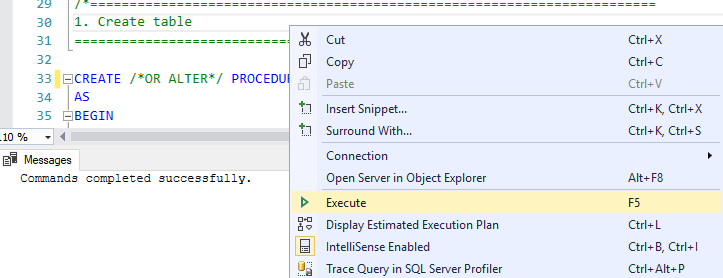 29 /*=========================================================================
30 1. Create table
31 ===========================
32
33 CREATE /*OR ALTER*/ PROCEDUR
34 AS
35 BEGIN
110 %
Messages
Commands completed successfully.
Cut Ctrl+X
Copy Ctrl+C
Paste Ctrl+V
Insert Snippet... Ctrl+K, Ctrl+X
Surround With... Ctrl+K, Ctrl+S
Connection
Open Server in Object Explorer Alt+F8
Execute F5
Display Estimated Execution Plan Ctrl+L
IntelliSense Enabled Ctrl+B, Ctrl+I
Trace Query in SQL Server Profiler Ctrl+Alt+P